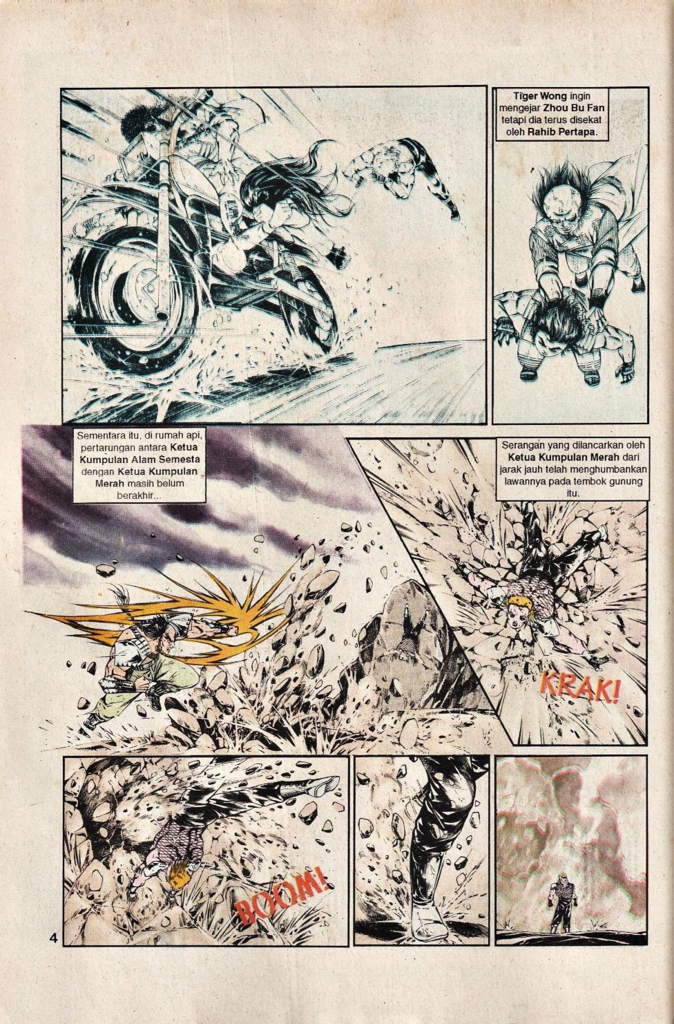 Tiger Wong ingin
mengejar Zhou Bu Fan
tetapi dia terus disekat
oleh Rahib Pertapa.
Sementara itu, di rumah api,
pertarungan antara Ketua
Kumpulan Alam Semesta
dengan Ketua Kumpulan
Merah masih belum
berakhir...
Serangan yang dilancarkan oleh
Ketua Kumpulan Merah dari
jarak jauh telah menghumbankan
lawannya pada tembok gunung
itu.
KRAK!
BOOM!
4